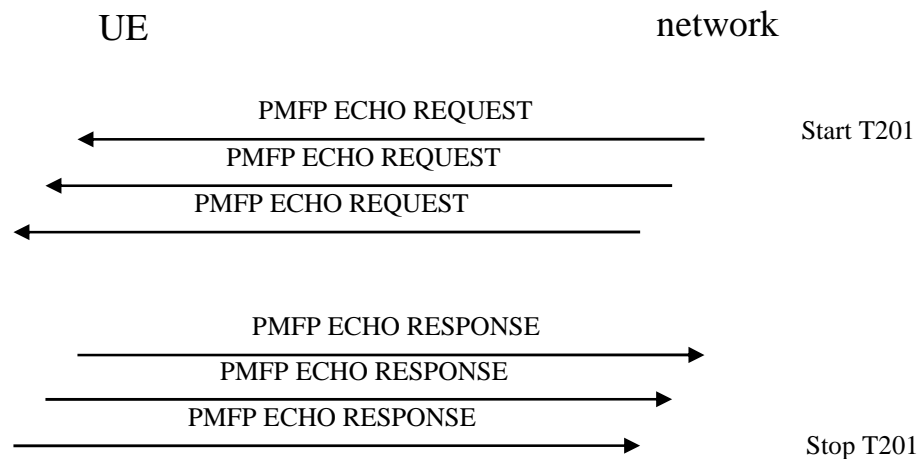 UE
network
PMFP ECHO REQUEST
Start T201
PMFP ECHO REQUEST
PMFP ECHO REQUEST
PMFP ECHO RESPONSE
PMFP ECHO RESPONSE
PMFP ECHO RESPONSE
Stop T201